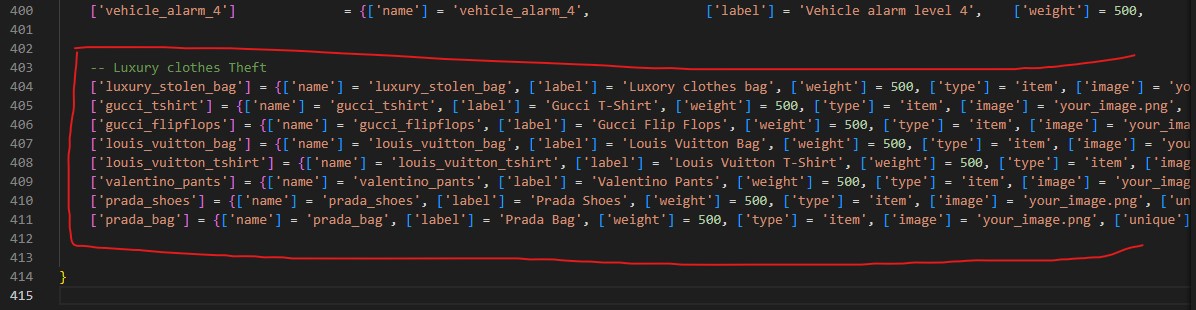 400 ['vehicle_alarm_4'] = {['name'] = 'vehicle_alarm_4', ['label'] = 'Vehicle alarm level 4', ['weight'] = 500,
401
402
403 -- Luxury clothes Theft
404 ['luxury_stolen_bag'] = {['name'] = 'luxury_stolen_bag', ['label'] = 'Luxory clothes bag', ['weight'] = 500, ['type'] = 'item', ['image'] = 'yo
405 ['gucci_tshirt'] = {['name'] = 'gucci_tshirt', ['label'] = 'Gucci T-Shirt', ['weight'] = 500, ['type'] = 'item', ['image'] = 'your_image.png',
406 ['gucci_flipflops'] = {['name'] = 'gucci_flipflops', ['label'] = 'Gucci Flip Flops', ['weight'] = 500, ['type'] = 'item', ['image'] = 'your_ima
407 ['louis_vuitton_bag'] = {['name'] = 'louis_vuitton_bag', ['label'] = 'Louis Vuitton Bag', ['weight'] = 500, ['type'] = 'item', ['image'] = 'you
408 ['louis_vuitton_tshirt'] = {['name'] = 'louis_vuitton_tshirt', ['label'] = 'Louis Vuitton T-Shirt', ['weight'] = 500, ['type'] = 'item', ['imag
409 ['valentino_pants'] = {['name'] = 'valentino_pants', ['label'] = 'Valentino Pants', ['weight'] = 500, ['type'] = 'item', ['image'] = 'your_imag
410 ['prada_shoes'] = {['name'] = 'prada_shoes', ['label'] = 'Prada Shoes', ['weight'] = 500, ['type'] = 'item', ['image'] = 'your_image.png', ['un
411 ['prada_bag'] = {['name'] = 'prada_bag', ['label'] = 'Prada Bag', ['weight'] = 500, ['type'] = 'item', ['image'] = 'your_image.png', ['unique']
412
413
414 }
415